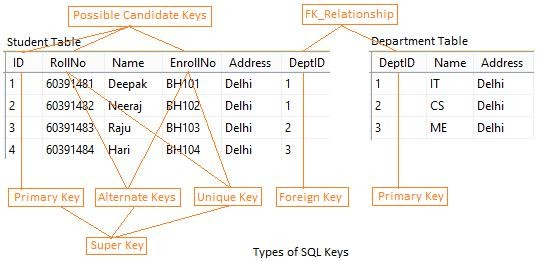 Possible Candidate Keys FK_Relationship
Student Table Department Table
ID RollNo Name EnrollNo Address DeptID DeptID Name Address
1 60391481 Deepak BH101 Delhi 1 1 IT Delhi
2 60391482 Neeraj BH102 Delhi 1 2 CS Delhi
3 60391483 Raju BH103 Delhi 2 3 ME Delhi
4 60391484 Hari BH104 Delhi 3
Primary Key Alternate Keys Unique Key Foreign Key Primary Key
Super Key
Types of SQL Keys